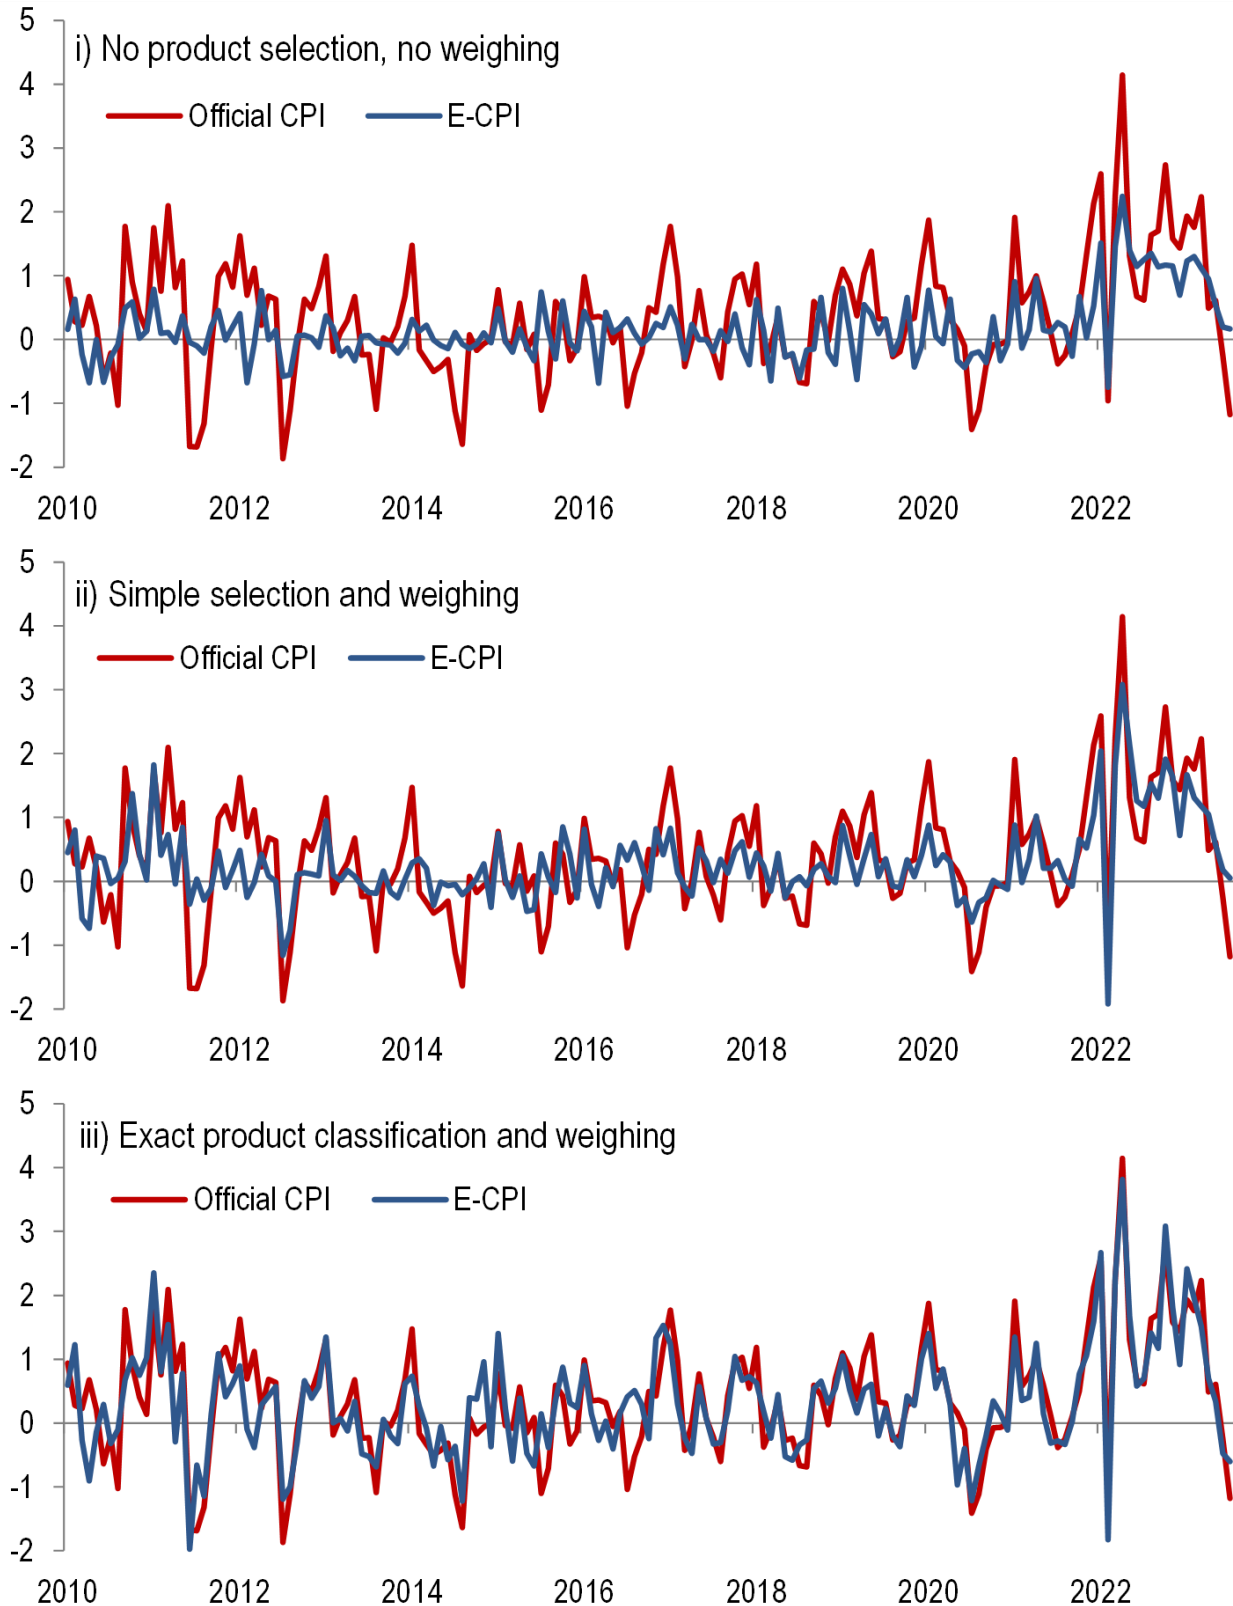 5
i) No product selection, no weighing
4
Official CPI E-CPI
3
2
1
0
-1
-2
2010 2012 2014 2016 2018 2020 2022
5
ii) Simple selection and weighing
4
Official CPI E-CPI
3
2
1
0
-1
-2
2010 2012 2014 2016 2018 2020 2022
5
iii) Exact product classification and weighing
4
Official CPI E-CPI
3
2
1
0
-1
-2
2010 2012 2014 2016 2018 2020 2022